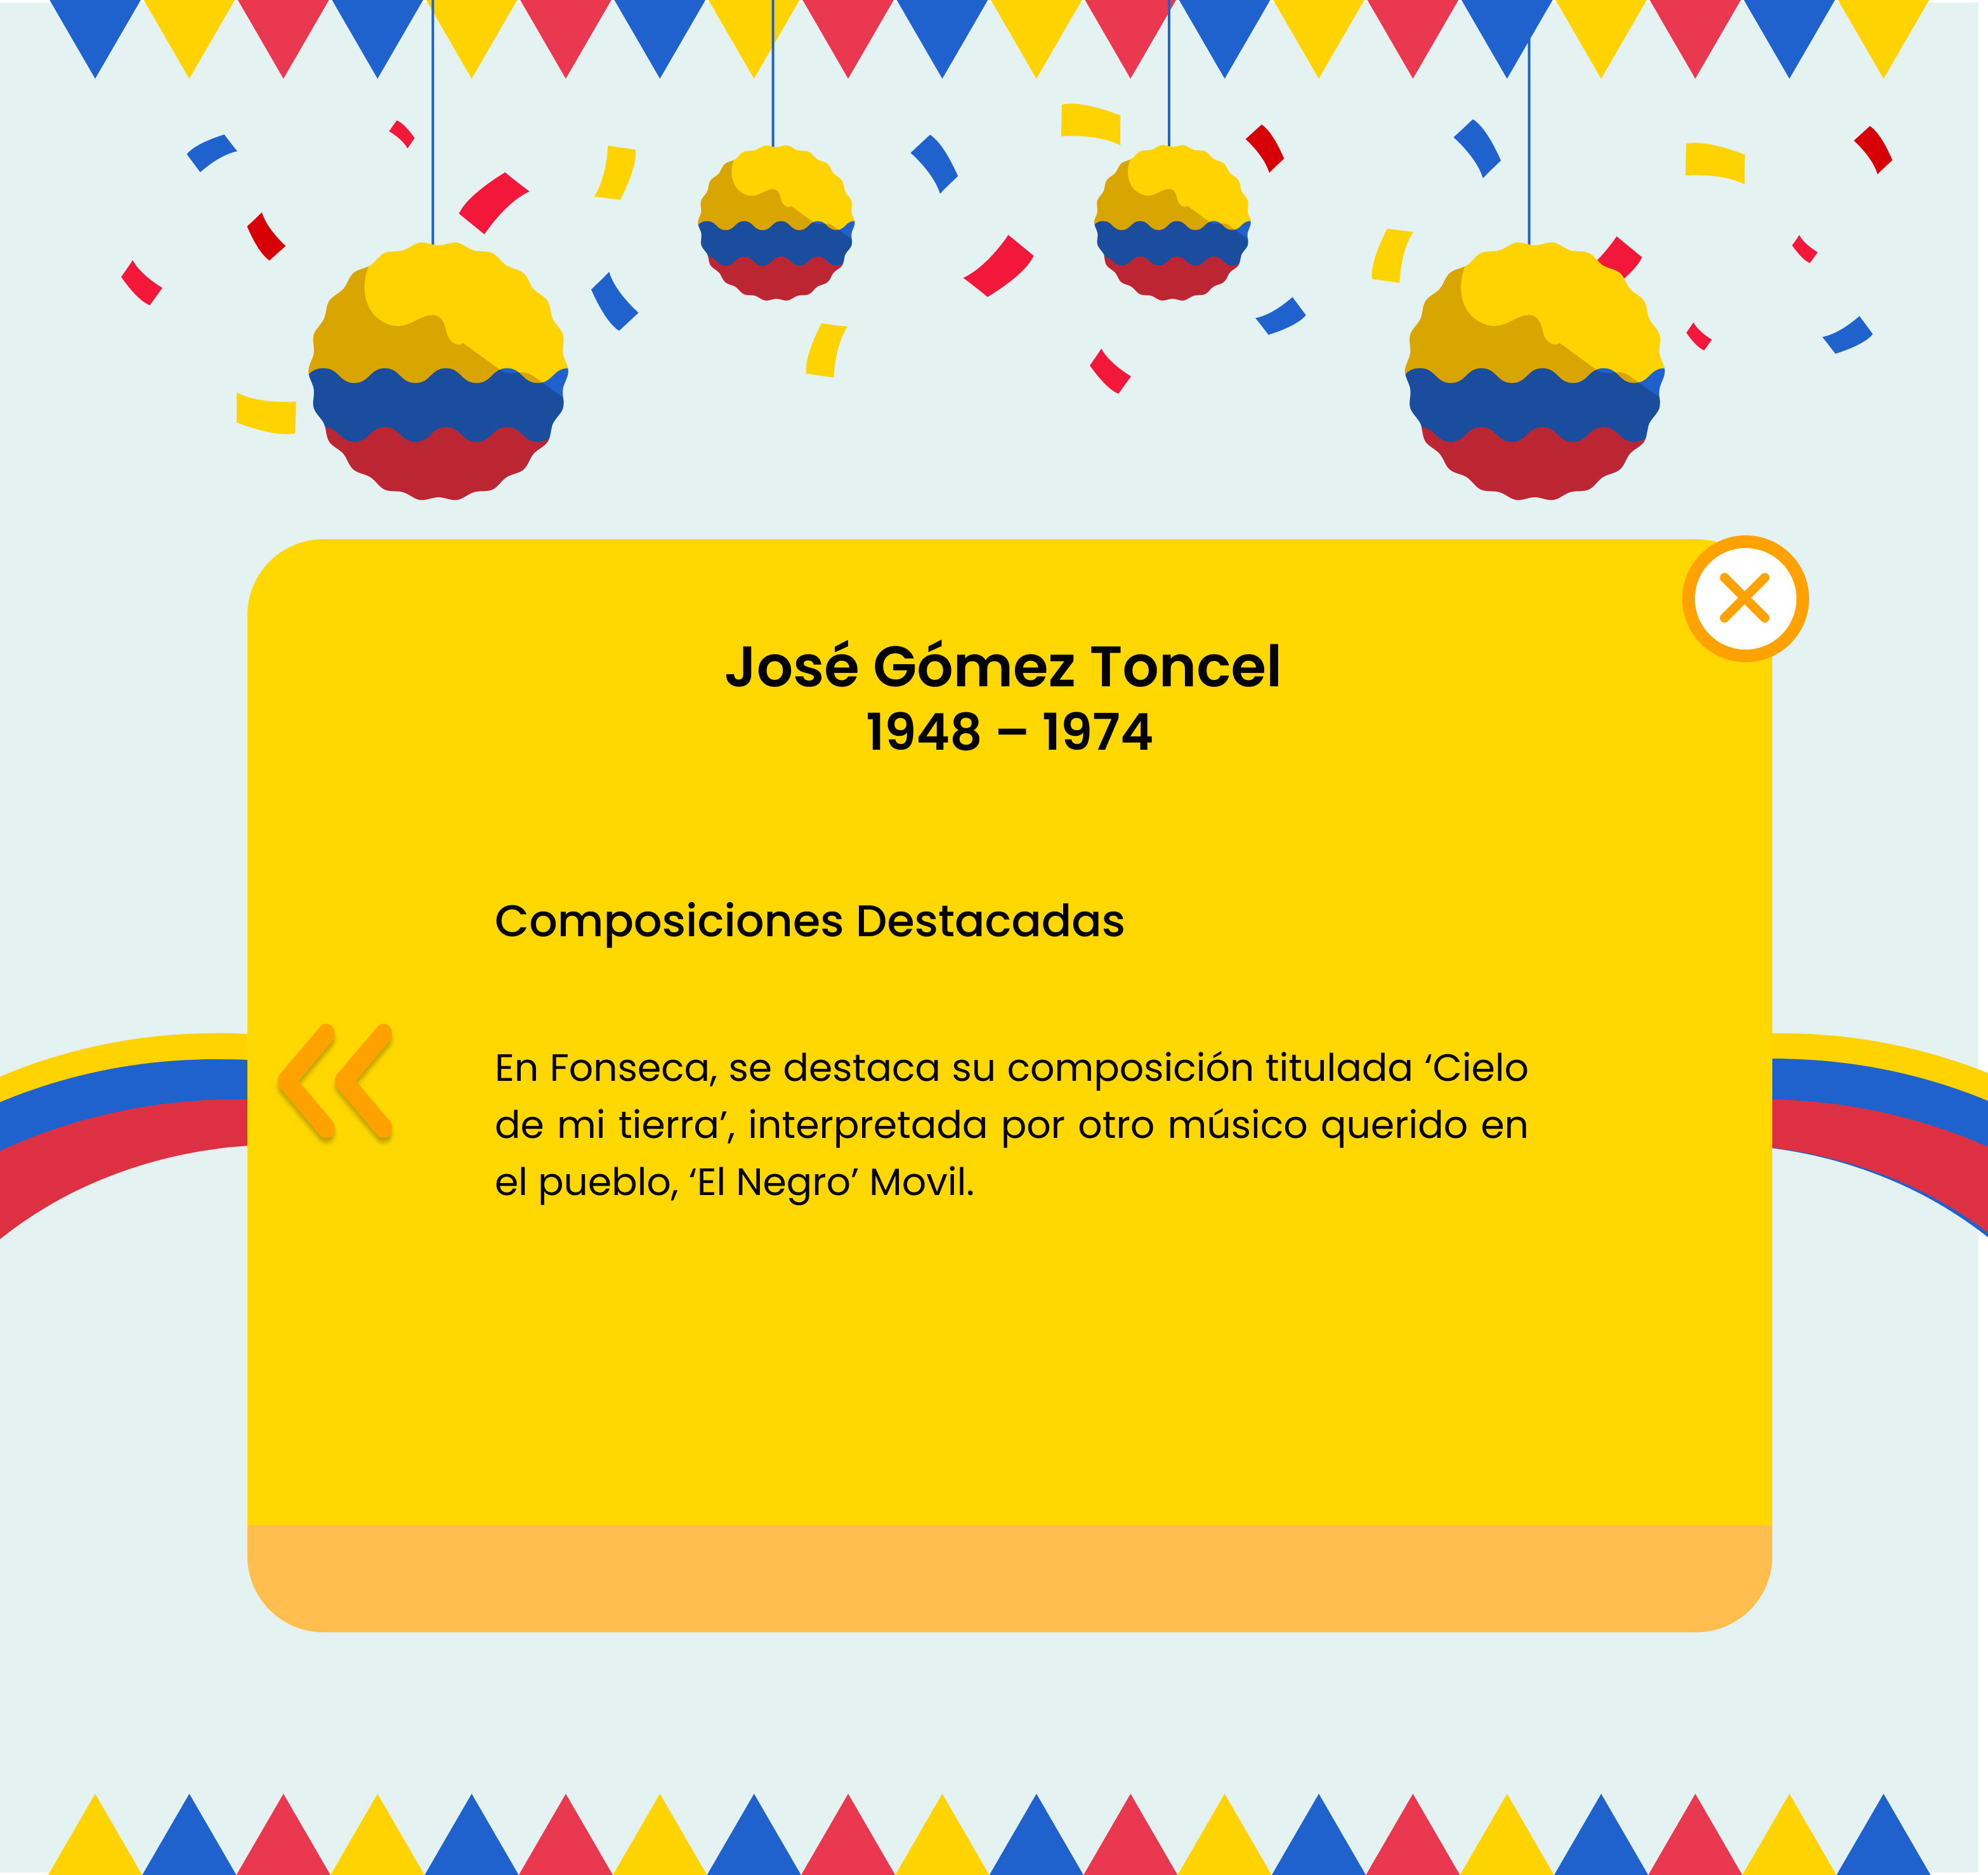 José Gómez Toncel
1948 – 1974
Composiciones Destacadas
En Fonseca, se destaca su composición titulada ‘Cielo
de mi tierra’, interpretada por otro músico querido en
el pueblo, ‘El Negro’ Movil.